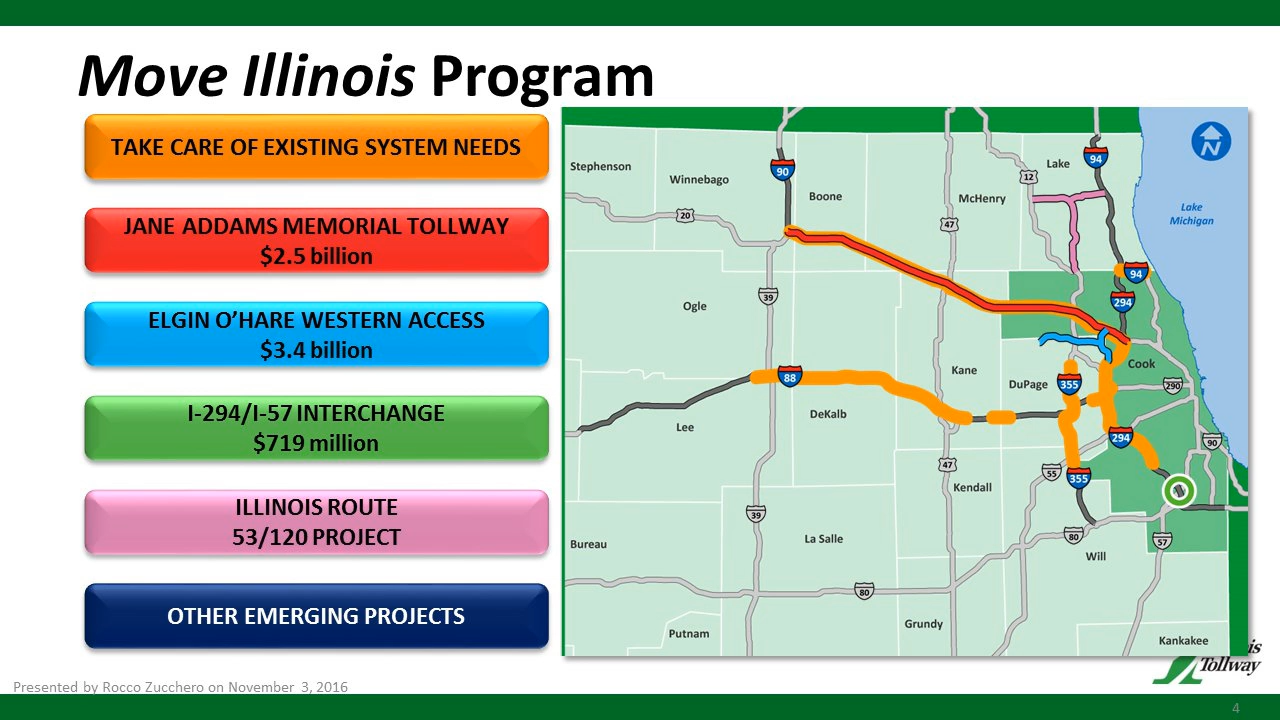 Move Illinois Program
TAKE CARE OF EXISTING SYSTEM NEEDS
JANE ADDAMS MEMORIAL TOLLWAY
$2.5 billion
ELGIN O’HARE WESTERN ACCESS
$3.4 billion
I-294/I-57 INTERCHANGE
$719 million
ILLINOIS ROUTE
53/120 PROJECT
OTHER EMERGING PROJECTS
N
94
Lake
Stephenson
90
12
Winnebago
Boone
McHenry
Lake
Michigan
20
47
94
39
294
Ogle
Cook
Kane
88
DuPage
355
290
DeKalb
Lee
294
90
47
55
355
Kendall
39
80
57
La Salle
Bureau
Will
80
Grundy
Putnam
Kankakee
is
Tollway
Presented by Rocco Zucchero on November 3, 2016
4